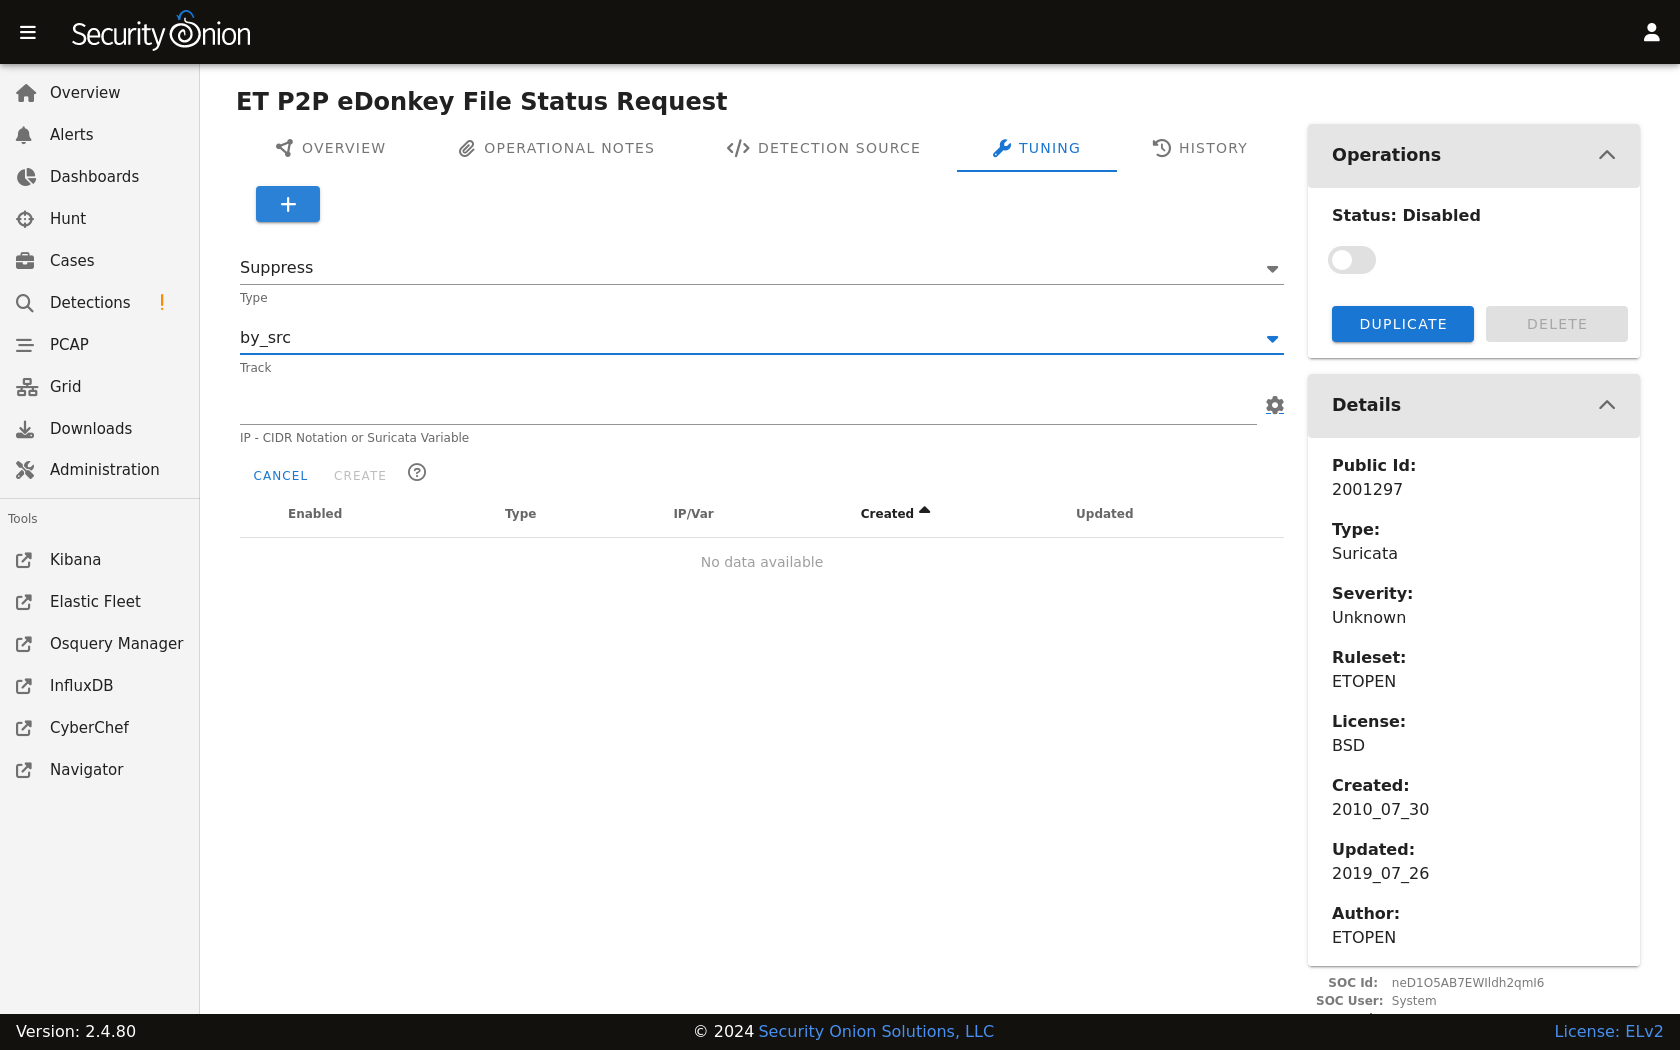 Security Onion
Overview
Alerts
Dashboards
Hunt
Cases
Detections !
PCAP
Grid
Downloads
Administration
Tools
Kibana
Elastic Fleet
Osquery Manager
InfluxDB
CyberChef
Navigator
ET P2P eDonkey File Status Request
OVERVIEW OPERATIONAL NOTES DETECTION SOURCE TUNING HISTORY
+
Suppress
Type
by_src
Track
IP - CIDR Notation or Suricata Variable
CANCEL CREATE ?
Enabled Type IP/Var Created Updated
No data available
Operations
Status: Disabled
DUPLICATE DELETE
Details
Public Id:
2001297
Type:
Suricata
Severity:
Unknown
Ruleset:
ETOPEN
License:
BSD
Created:
2010_07_30
Updated:
2019_07_26
Author:
ETOPEN
SOC Id: neD1O5AB7EWIldh2qmI6
SOC User: System
Version: 2.4.80 © 2024 Security Onion Solutions, LLC License: ELv2